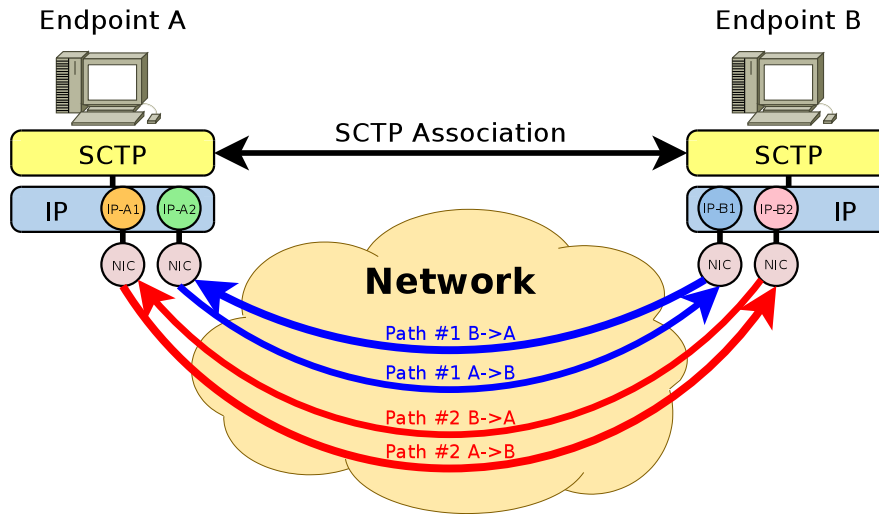 Endpoint A
Endpoint B
SCTP Association
SCTP
SCTP
IP
IP-A1
IP-A2
IP-B1
IP-B2
IP
NIC
NIC
NIC
NIC
Network
Path #1 B->A
Path #1 A->B
Path #2 B->A
Path #2 A->B